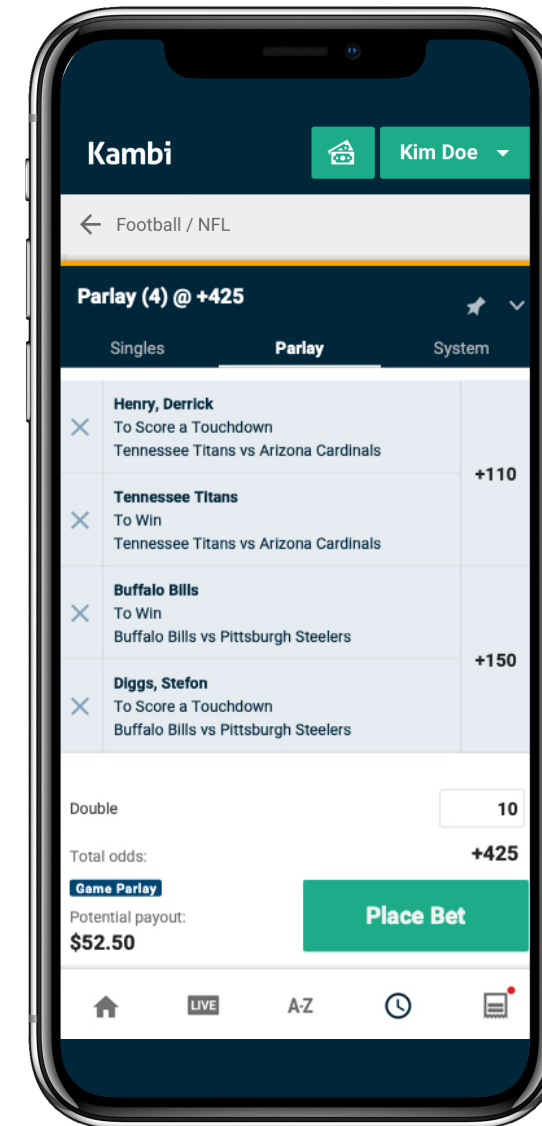 Kambi
Kim Doe
Football / NFL
Parlay (4) @ +425
Singles
Parlay
System
Henry, Derrick
To Score a Touchdown
Tennessee Titans vs Arizona Cardinals
+110
Tennessee Titans
To Win
Tennessee Titans vs Arizona Cardinals
Buffalo Bills
To Win
Buffalo Bills vs Pittsburgh Steelers
+150
Diggs, Stefon
To Score a Touchdown
Buffalo Bills vs Pittsburgh Steelers
Double
10
Total odds:
+425
Game Parlay
Potential payout:
$52.50
Place Bet
LIVE
A-Z